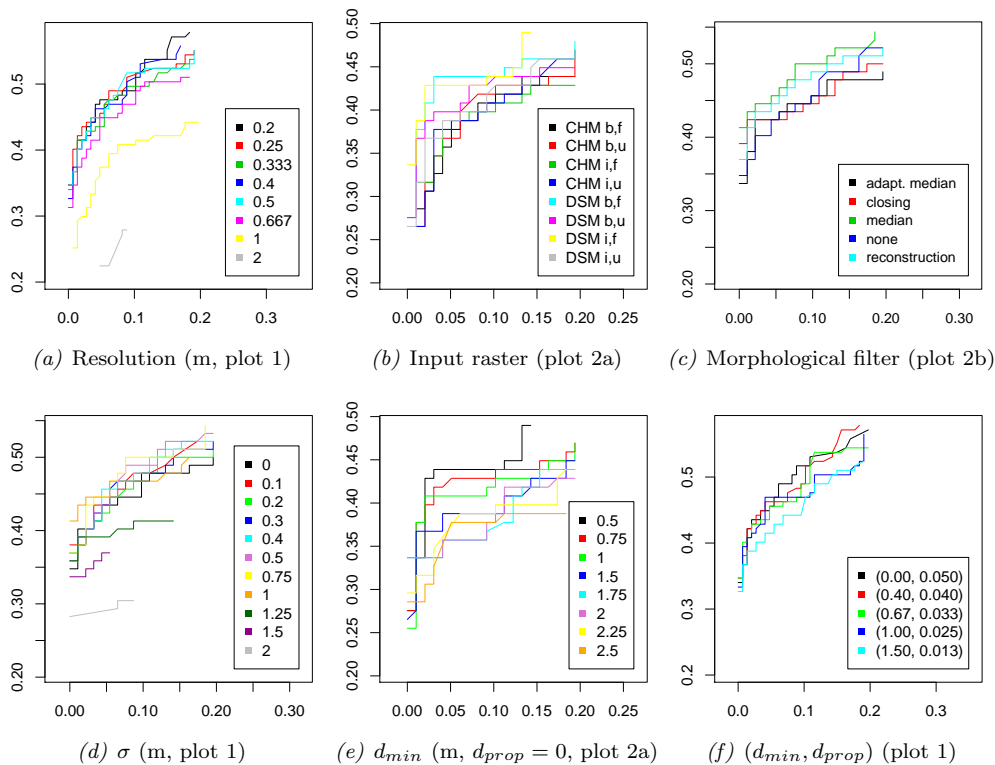 0.5
0.4
0.3
0.2
0.2
0.25
0.333
0.4
0.5
0.667
1
2
0.0 0.1 0.2 0.3
(a) Resolution (m, plot 1)
0.50
0.45
0.40
0.35
0.30
0.25
0.20
CHM b,f
CHM b,u
CHM i,f
CHM i,u
DSM b,f
DSM b,u
DSM i,f
DSM i,u
0.00 0.05 0.10 0.15 0.20 0.25
(b) Input raster (plot 2a)
0.50
0.40
0.30
0.20
adapt. median
closing
median
none
reconstruction
0.00 0.10 0.20 0.30
(c) Morphological filter (plot 2b)
0.50
0.40
0.30
0.20
0
0.1
0.2
0.3
0.4
0.5
0.75
1
1.25
1.5
2
0.00 0.10 0.20 0.30
(d) σ (m, plot 1)
0.50
0.45
0.40
0.35
0.30
0.25
0.20
0.5
0.75
1
1.5
1.75
2
2.25
2.5
0.00 0.05 0.10 0.15 0.20 0.25
(e) d_min (m, d_prop = 0, plot 2a)
0.5
0.4
0.3
0.2
(0.00, 0.050)
(0.40, 0.040)
(0.67, 0.033)
(1.00, 0.025)
(1.50, 0.013)
0.0 0.1 0.2 0.3
(f) (d_min, d_prop) (plot 1)